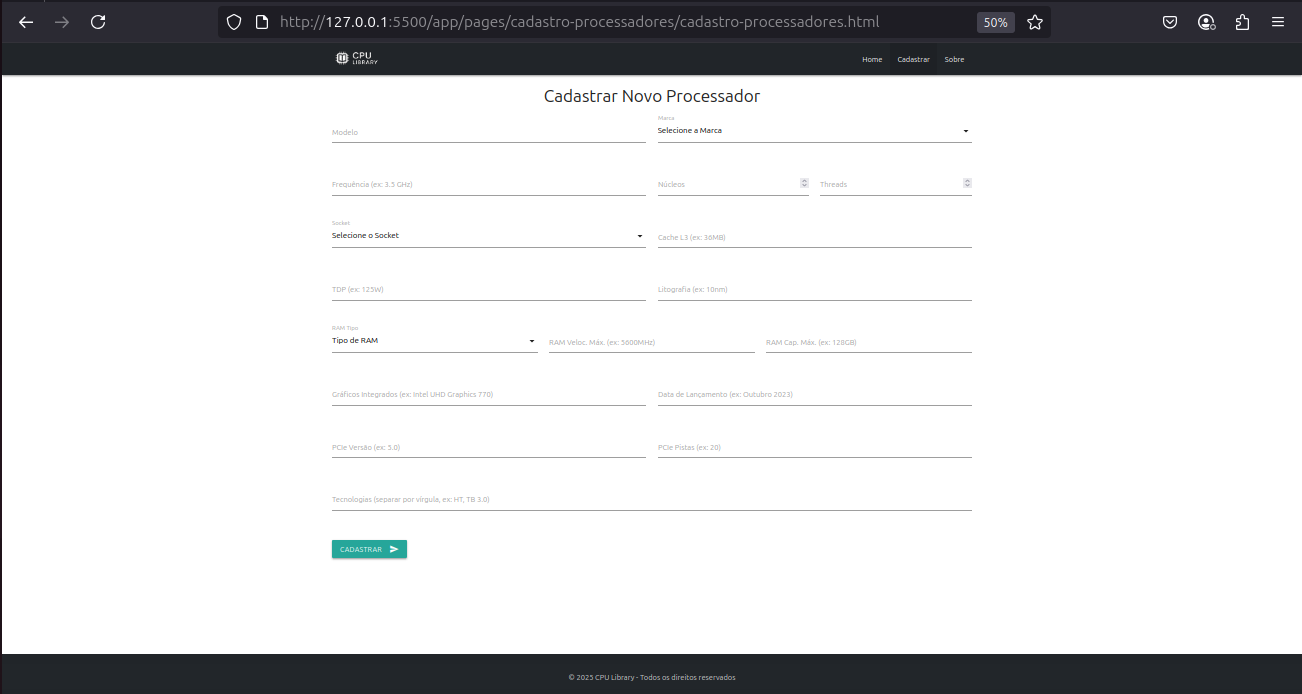 http://127.0.0.1:5500/app/pages/cadastro-processadores/cadastro-processadores.html 50%
CPU
LIBRARY
Home Cadastrar Sobre
Cadastrar Novo Processador
Modelo
Marca
Selecione a Marca
Frequência (ex: 3.5 GHz)
Núcleos
Threads
Socket
Selecione o Socket
Cache L3 (ex: 36MB)
TDP (ex: 125W)
Litografia (ex: 10nm)
RAM Tipo
Tipo de RAM
RAM Veloc. Máx. (ex: 5600MHz)
RAM Cap. Máx. (ex: 128GB)
Gráficos Integrados (ex: Intel UHD Graphics 770)
Data de Lançamento (ex: Outubro 2023)
PCIe Versão (ex: 5.0)
PCIe Pistas (ex: 20)
Tecnologias (separar por vírgula, ex: HT, TB 3.0)
CADASTRAR
© 2025 CPU Library - Todos os direitos reservados